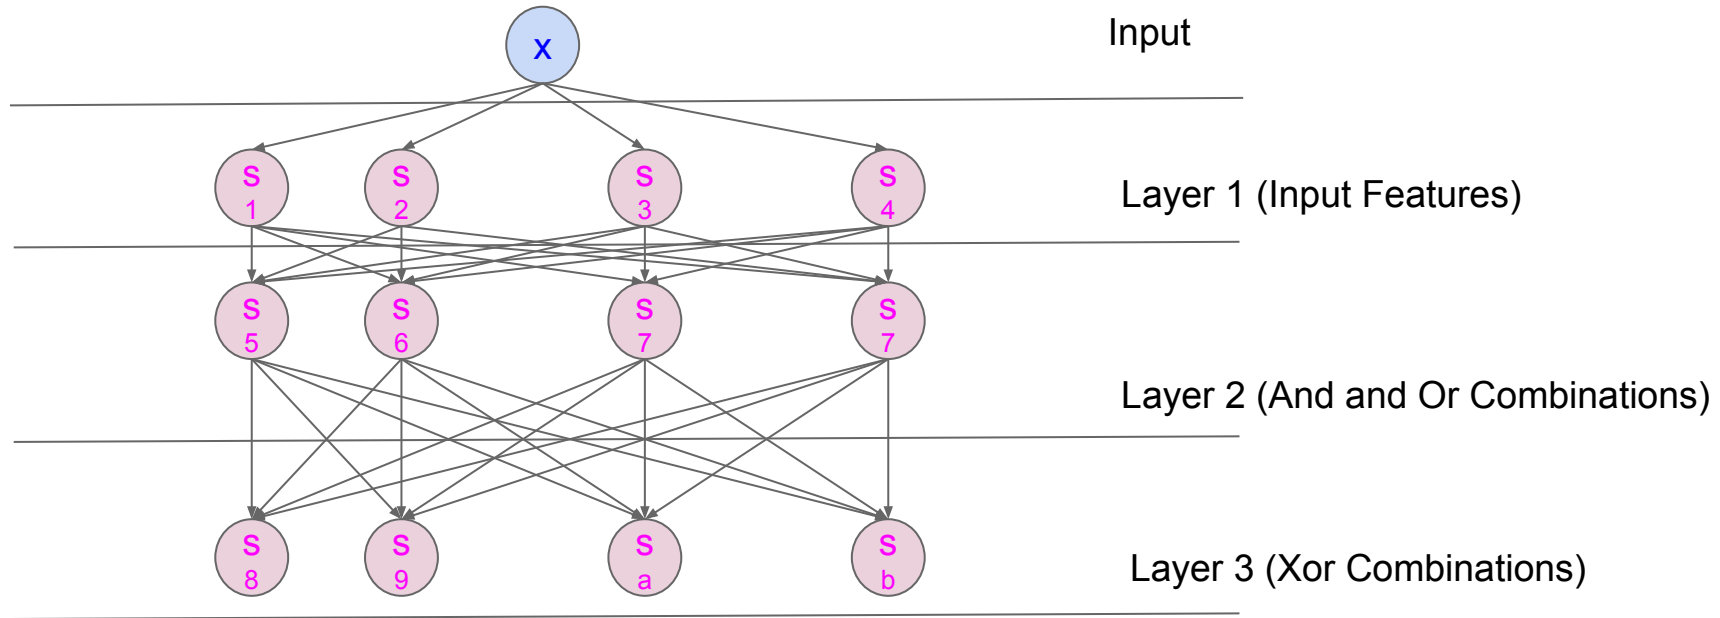 x
Input
S
1
S
2
S
3
S
4
Layer 1 (Input Features)
S
5
S
6
S
7
S
7
Layer 2 (And and Or Combinations)
S
8
S
9
S
a
S
b
Layer 3 (Xor Combinations)